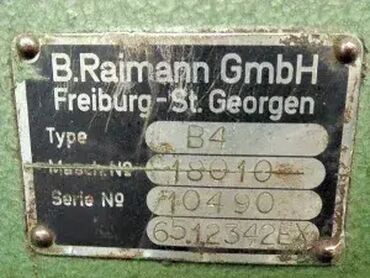 B.Raimann GmbH
Freiburg-St. Georgen
Type B4
Masch.No 18010
Serie No 10490
6512342EX